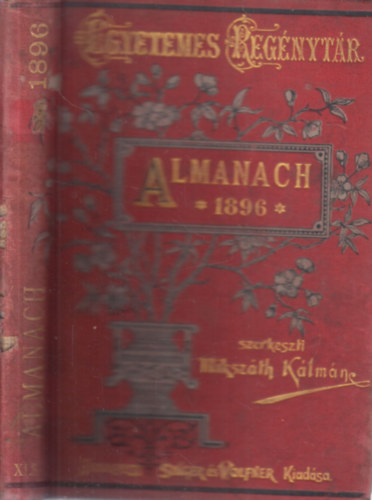 EGYETEMES REGÉNYTÁR.
ALMANACH
* 1896 *
szerkeszti
Mikszáth Kálmán
SINGER és WOLFNER Kiadása.
1896
ALMANACH